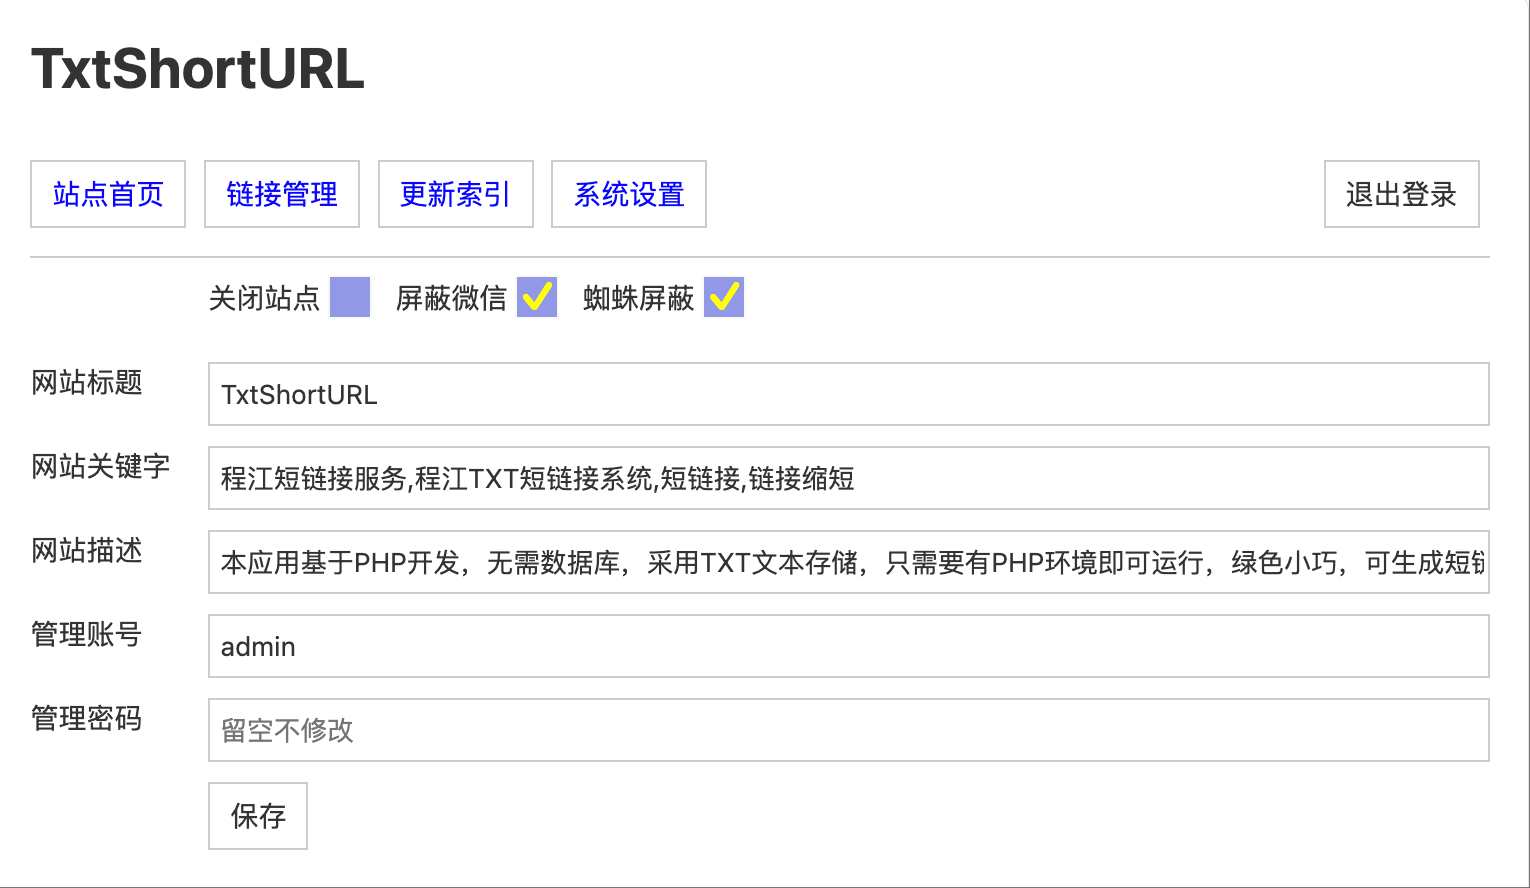 TxtShortURL
站点首页 链接管理 更新索引 系统设置 退出登录
关闭站点 屏蔽微信 蜘蛛屏蔽
网站标题 TxtShortURL
网站关键字 程江短链接服务,程江TXT短链接系统,短链接,链接缩短
网站描述 本应用基于PHP开发，无需数据库，采用TXT文本存储，只需要有PHP环境即可运行，绿色小巧，可生成短链
管理账号 admin
管理密码 留空不修改
保存